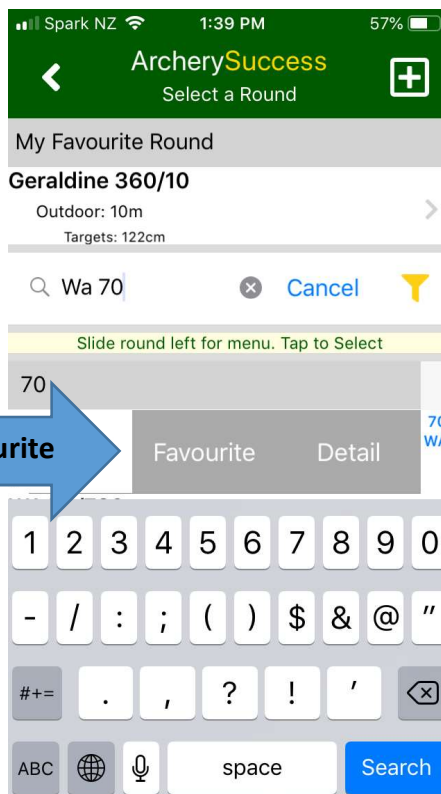 Spark NZ 1:39 PM 57%
ArcherySuccess
Select a Round
My Favourite Round
Geraldine 360/10
Outdoor: 10m
Targets: 122cm
Wa 70 Cancel
Slide round left for menu. Tap to Select
70
Favourite Detail
1 2 3 4 5 6 7 8 9 0
- / : ; ( ) $ & @ "
#+= . , ? ! '
ABC space Search